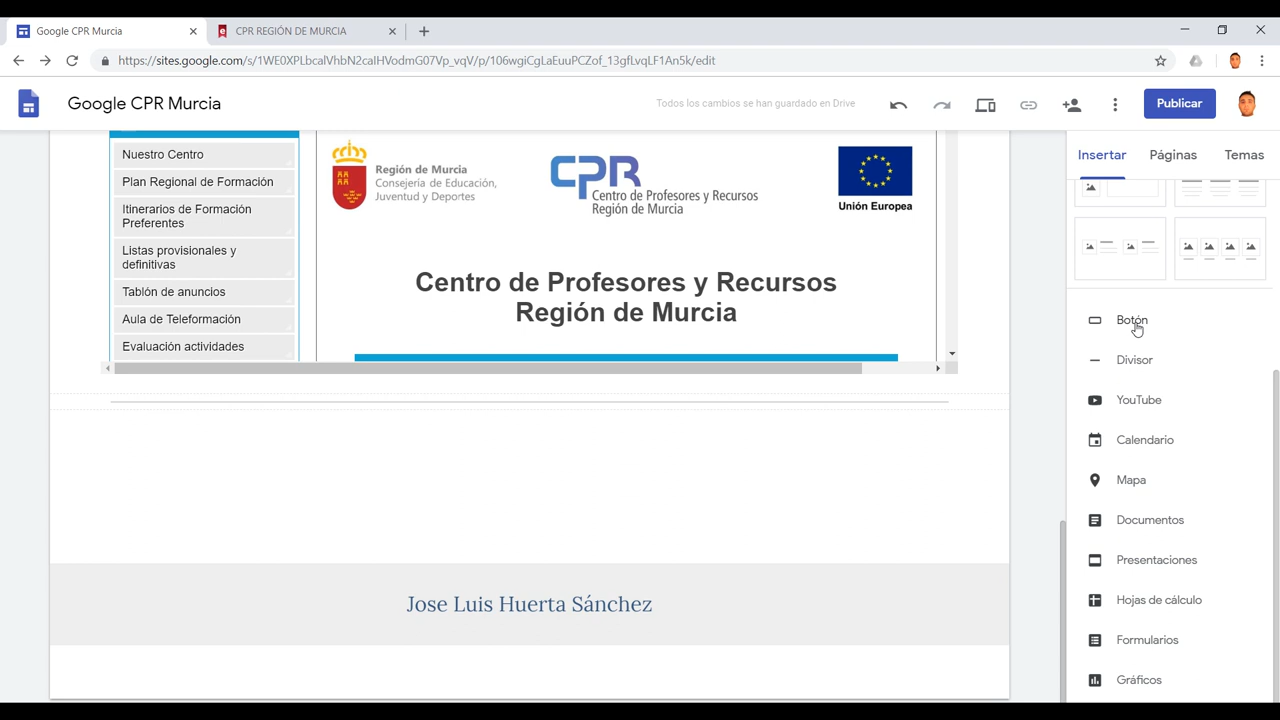 Google CPR Murcia
CPR REGIÓN DE MURCIA
https://sites.google.com/s/1WE0XPLbcalVhbN2caIHVodmG07Vp_vqV/p/106wgiCgLaEuuPCZof_13gfLvqLF1An5k/edit
Google CPR Murcia
Todos los cambios se han guardado en Drive
Publicar
Insertar
Páginas
Temas
Nuestro Centro
Plan Regional de Formación
Itinerarios de Formación
Preferentes
Listas provisionales y
definitivas
Tablón de anuncios
Aula de Teleformación
Evaluación actividades
Región de Murcia
Consejería de Educación,
Juventud y Deportes
CPR
Centro de Profesores y Recursos
Región de Murcia
Unión Europea
Centro de Profesores y Recursos
Región de Murcia
Jose Luis Huerta Sánchez
Botón
Divisor
YouTube
Calendario
Mapa
Documentos
Presentaciones
Hojas de cálculo
Formularios
Gráficos